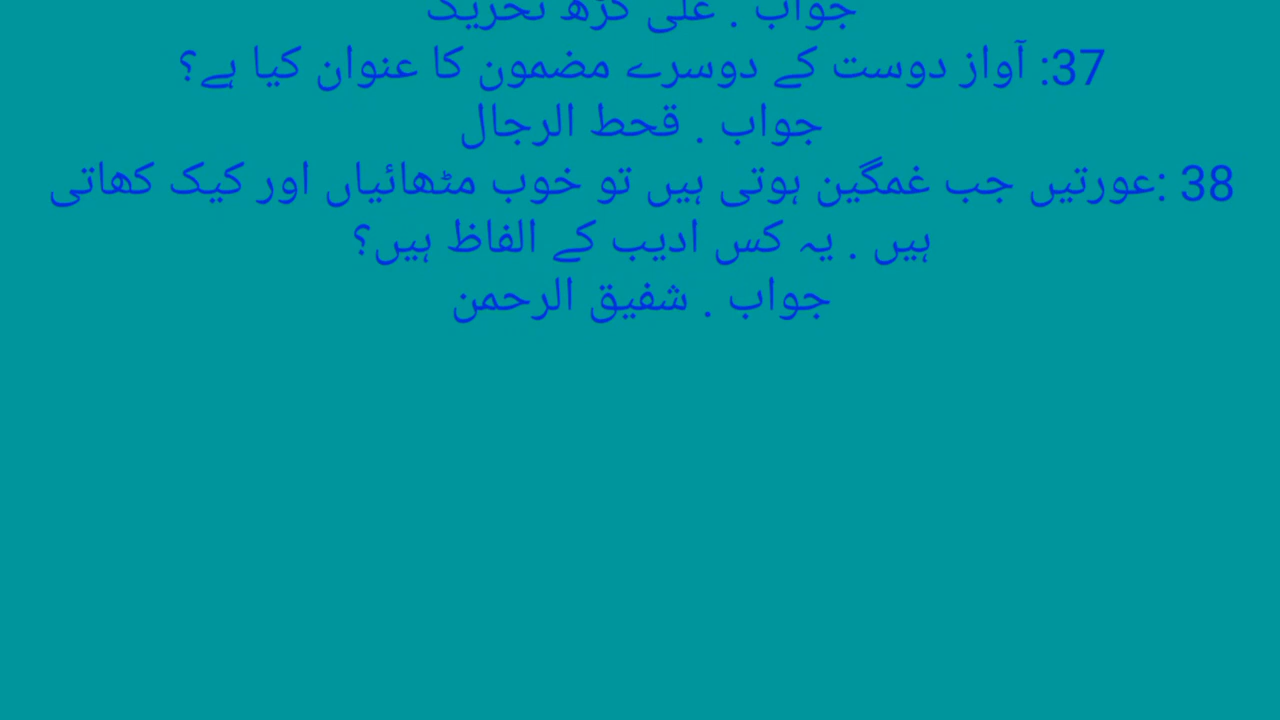 جواب . علی گڑھ تحریک
37: آواز دوست کے دوسرے مضمون کا عنوان کیا ہے؟
جواب . قحط الرجال
38 :عورتیں جب غمگین ہوتی ہیں تو خوب مٹھائیاں اور کیک کھاتی
ہیں . یہ کس ادیب کے الفاظ ہیں؟
جواب . شفیق الرحمن